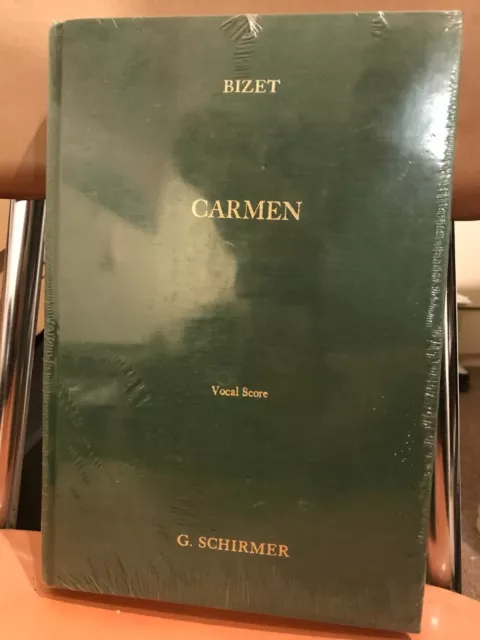 BIZET
CARMEN
Vocal Score
G. SCHIRMER